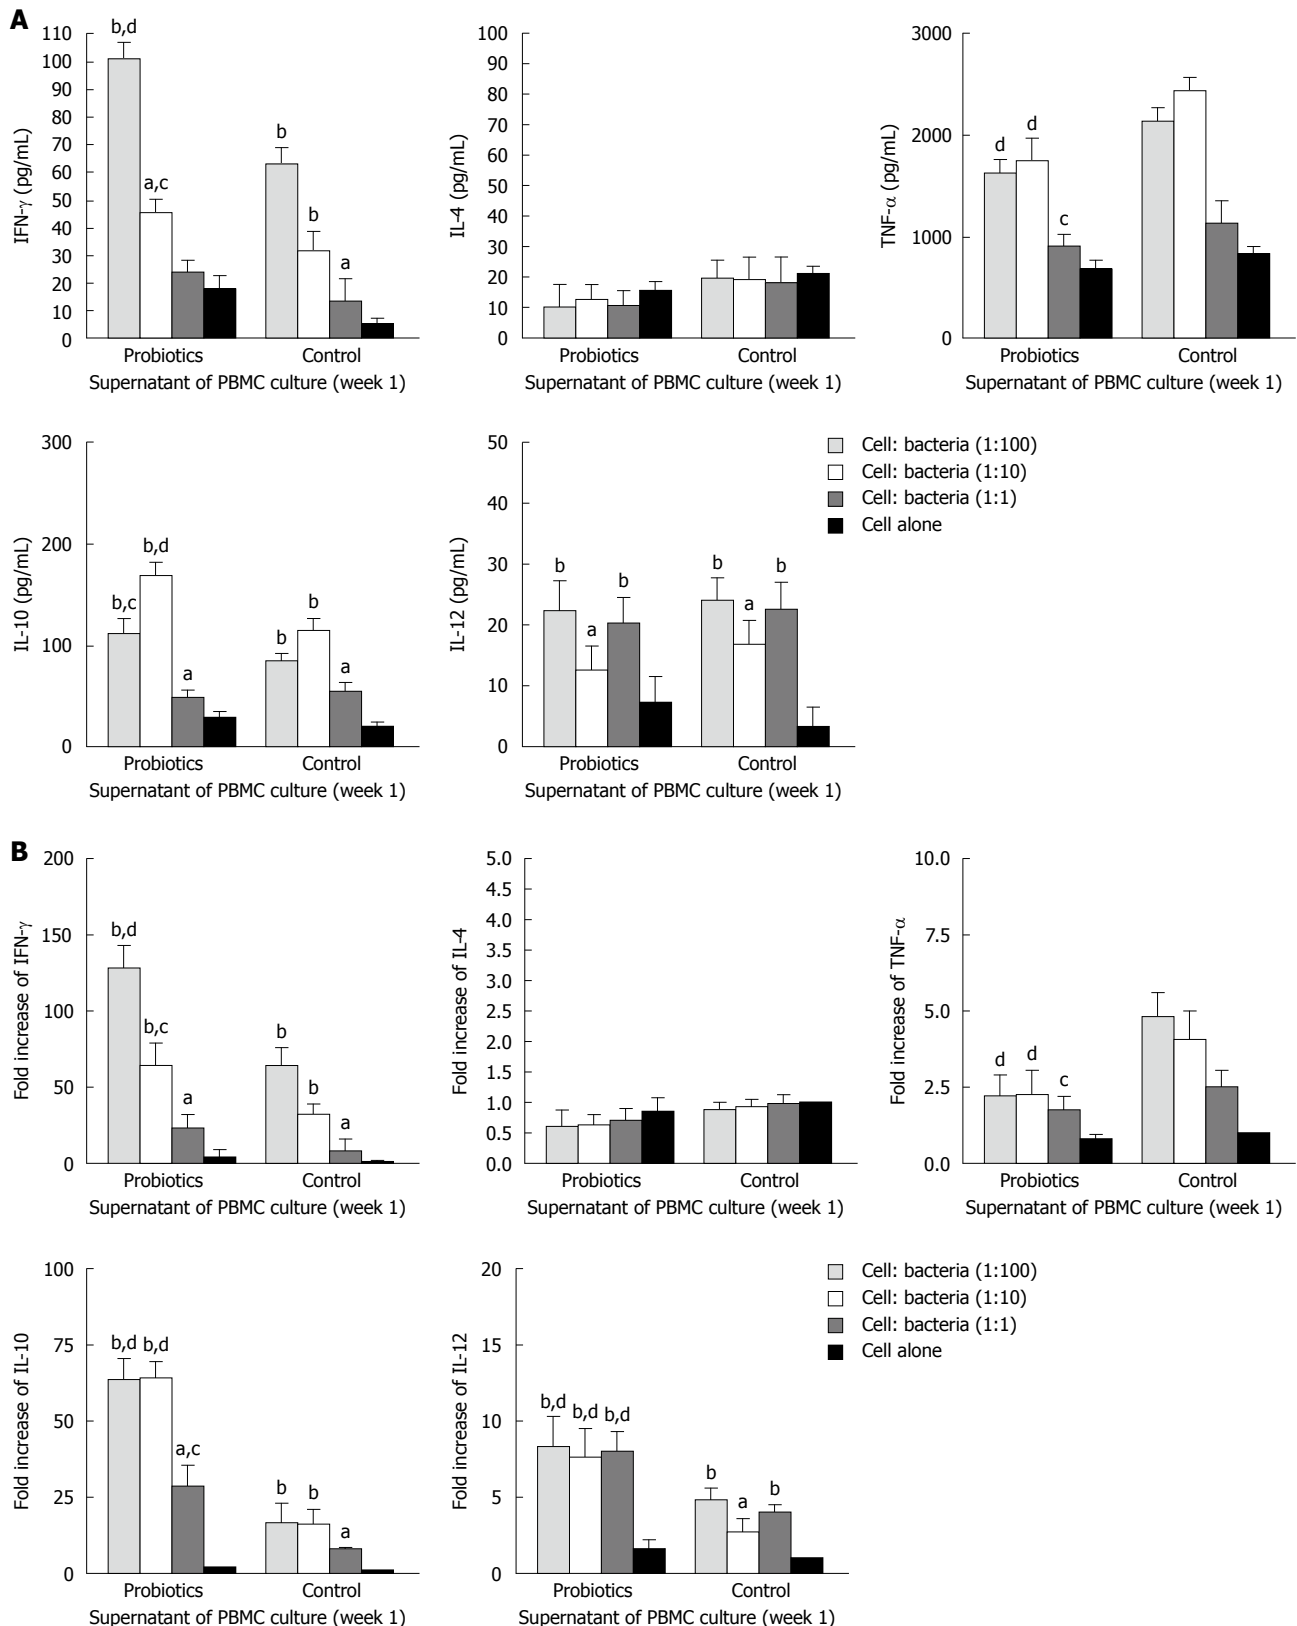 A
IFN-γ (pg/mL)
110
100
90
80
70
60
50
40
30
20
10
0
b,d
a,c
b
b
a
Probiotics Control
Supernatant of PBMC culture (week 1)
IL-4 (pg/mL)
100
90
80
70
60
50
40
30
20
10
0
Probiotics Control
Supernatant of PBMC culture (week 1)
TNF-α (pg/mL)
3000
2000
1000
0
d
d
c
Probiotics Control
Supernatant of PBMC culture (week 1)
IL-10 (pg/mL)
300
200
100
0
b,c
b,d
a
b
b
a
Probiotics Control
Supernatant of PBMC culture (week 1)
IL-12 (pg/mL)
50
40
30
20
10
0
b
a
b
b
a
b
Probiotics Control
Supernatant of PBMC culture (week 1)
Cell: bacteria (1:100)
Cell: bacteria (1:10)
Cell: bacteria (1:1)
Cell alone
B
Fold increase of IFN-γ
200
150
100
50
0
b,d
b,c
a
b
b
a
Probiotics Control
Supernatant of PBMC culture (week 1)
Fold increase of IL-4
5.0
4.5
4.0
3.5
3.0
2.5
2.0
1.5
1.0
0.5
0.0
Probiotics Control
Supernatant of PBMC culture (week 1)
Fold increase of TNF-α
10.0
7.5
5.0
2.5
0.0
d
d
c
Probiotics Control
Supernatant of PBMC culture (week 1)
Fold increase of IL-10
100
75
50
25
0
b,d
b,d
a,c
b
b
a
Probiotics Control
Supernatant of PBMC culture (week 1)
Fold increase of IL-12
20
15
10
5
0
b,d
b,d
b,d
b
a
b
Probiotics Control
Supernatant of PBMC culture (week 1)
Cell: bacteria (1:100)
Cell: bacteria (1:10)
Cell: bacteria (1:1)
Cell alone